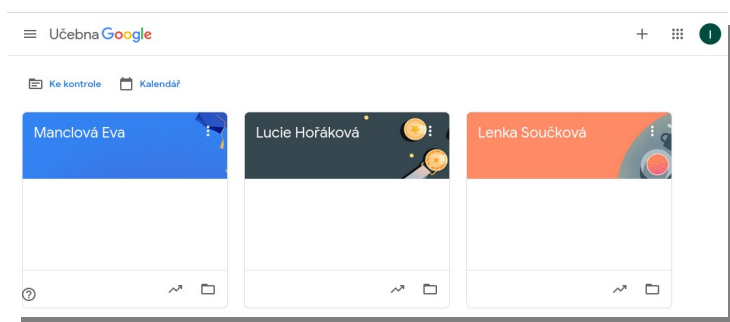 Učebna Google
I
Ke kontrole Kalendář
Manclová Eva
Lucie Hořáková
Lenka Součková